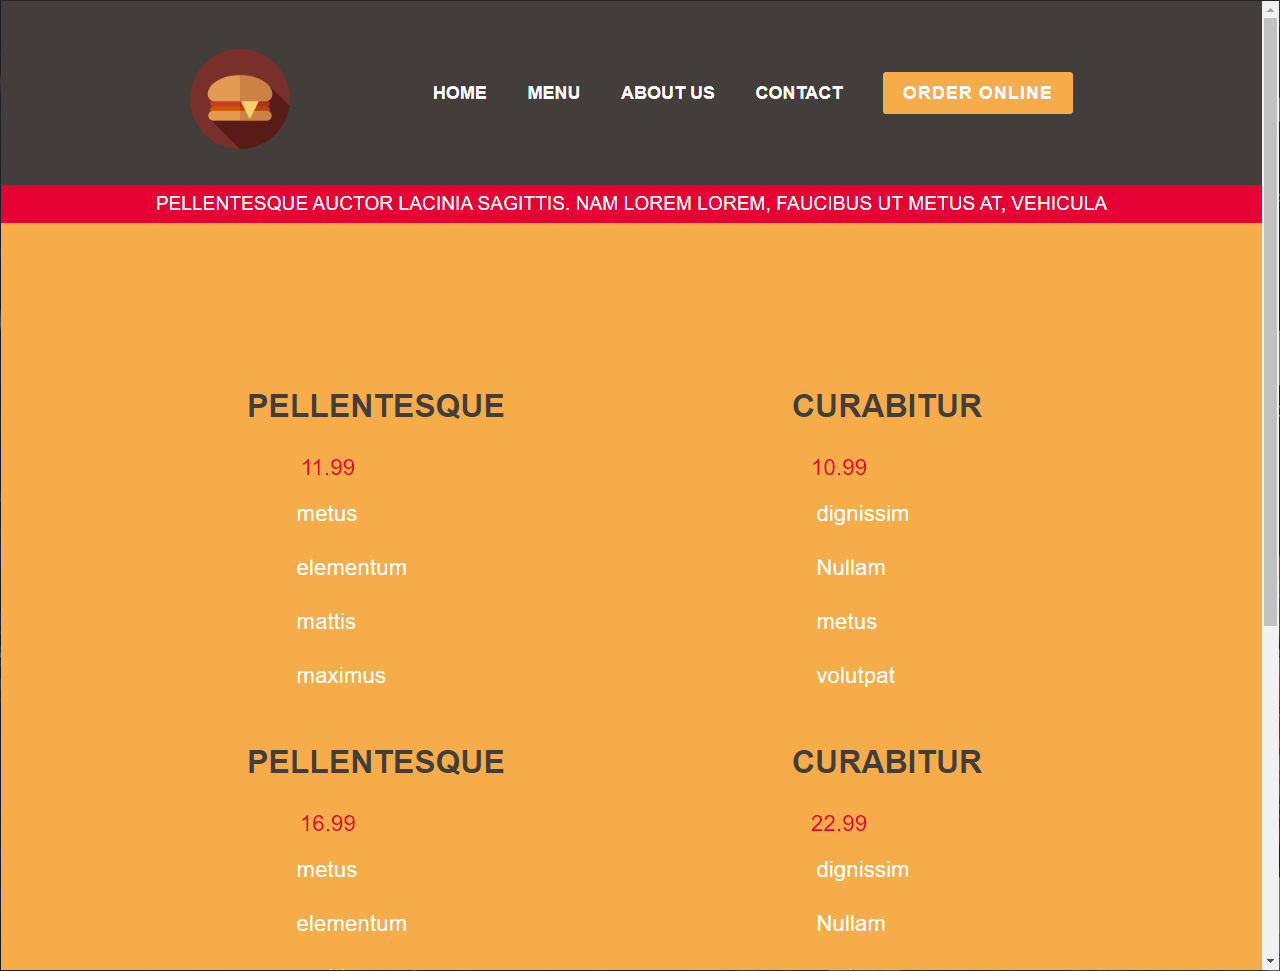 HOME MENU ABOUT US CONTACT ORDER ONLINE
PELLENTESQUE AUCTOR LACINIA SAGITTIS. NAM LOREM LOREM, FAUCIBUS UT METUS AT, VEHICULA
PELLENTESQUE
11.99
metus
elementum
mattis
maximus
CURABITUR
10.99
dignissim
Nullam
metus
volutpat
PELLENTESQUE
16.99
metus
elementum
CURABITUR
22.99
dignissim
Nullam